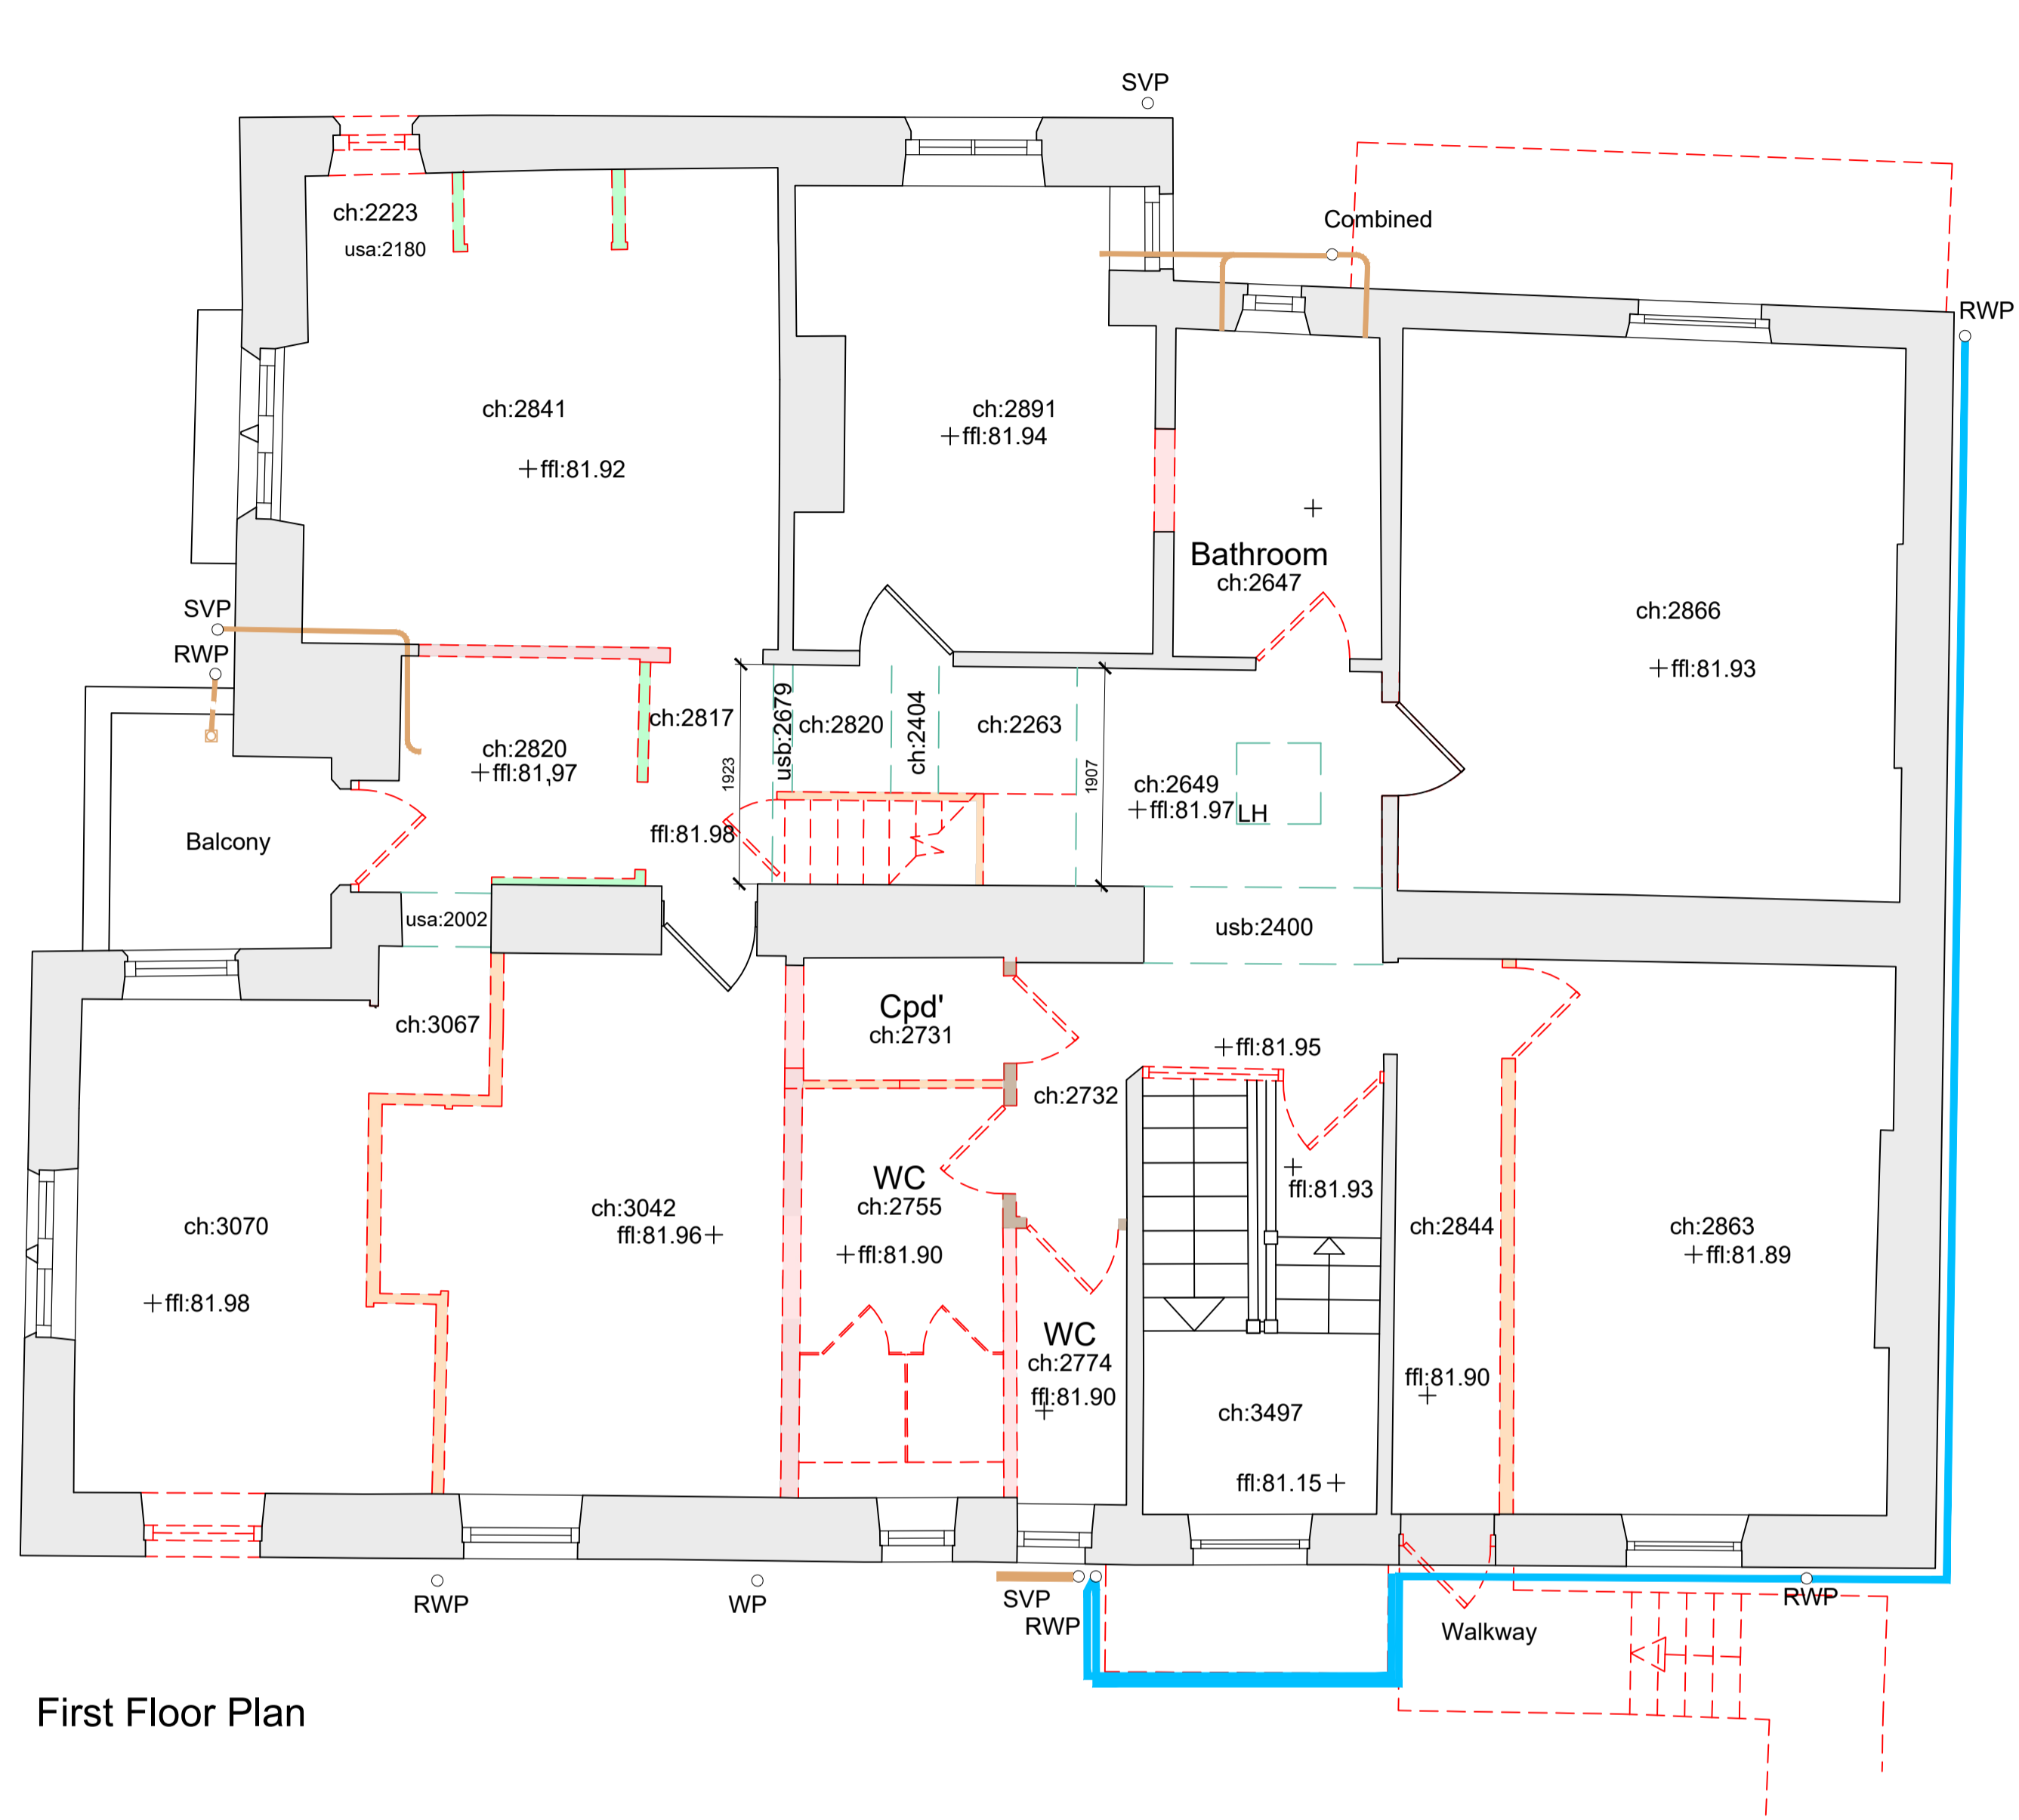 SVP
Combined
RWP
ch:2223
usa:2180
ch:2841
ffl:81.92
ch:2891
ffl:81.94
Bathroom
ch:2647
ch:2866
ffl:81.93
SVP
RWP
ch:2820
ffl:81,97
ch:2817
1923
usb:2679
ch:2820
ch:2404
ch:2263
1907
ch:2649
ffl:81.97
LH
ffl:81.98
Balcony
usa:2002
usb:2400
ch:3067
Cpd'
ch:2731
ffl:81.95
ch:2732
WC
ch:2755
ffl:81.90
ch:3042
ffl:81.96
ch:3070
ffl:81.98
ffl:81.93
ch:2844
ch:2863
ffl:81.89
WC
ch:2774
ffl:81.90
ffl:81.90
ch:3497
ffl:81.15
RWP
WP
SVP
RWP
RWP
Walkway
First Floor Plan